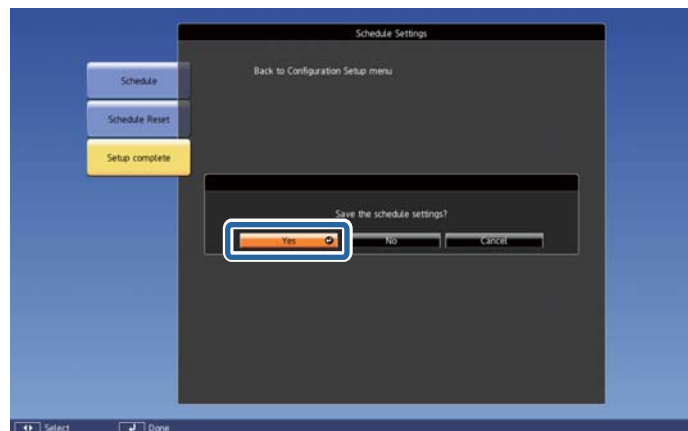 Schedule Settings
Schedule
Back to Configuration Setup menu
Schedule Reset
Setup complete
Save the schedule settings?
Yes No Cancel
Select Done